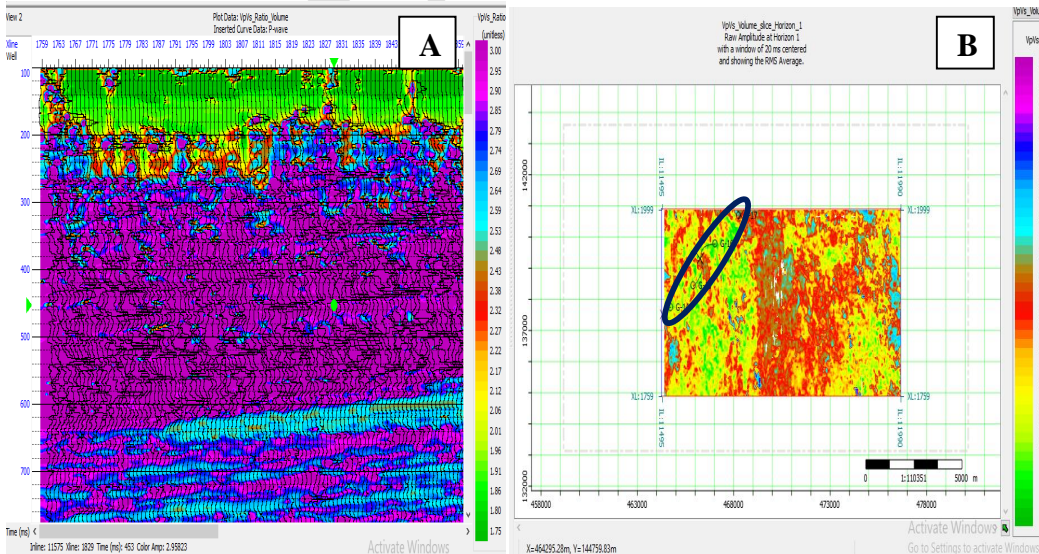 View 2
Plot Data: VpVs_Ratio_Volume
Inserted Curve Data: P-wave
VpVs_Ratio
(unitless)
A
Xline 1759 1763 1767 1771 1775 1779 1783 1787 1791 1795 1799 1803 1807 1811 1815 1819 1823 1827 1831 1835 1839
Well
100
200
300
400
500
600
700
Time (ms)
3.00
2.95
2.90
2.85
2.79
2.74
2.69
2.64
2.59
2.53
2.48
2.43
2.38
2.32
2.27
2.22
2.17
2.12
2.06
2.01
1.96
1.91
1.86
1.80
1.75
Inline: 11575 Xline: 1829 Time (ms): 453 Color Amp: 2.95823
Activate Windows
VpVs_Volume_slice_Horizon_1
Raw Amplitude at Horizon 1
with a window of 20 ms centered
and showing the RMS Average.
B
VpVs
142000
137000
132000
IL:11495
IL:11990
XL:1999
XL:1999
XL:1759
XL:1759
IL:11495
IL:11990
0 1:110351 5000 m
458000 463000 468000 473000 478000
X=464295.28m, Y=144759.83m
Activate Windows
Go to Settings to activate Windows